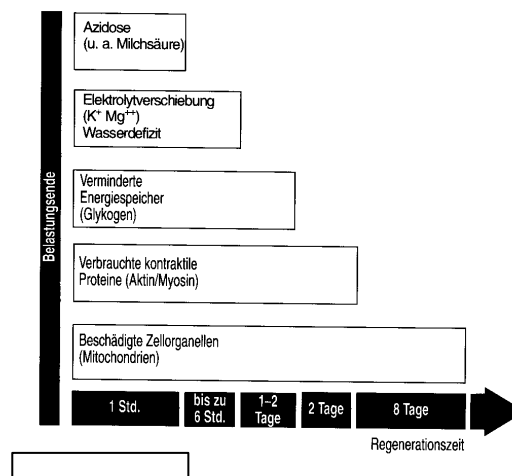 Azidose
(u. a. Milchsäure)
Elektrolytverschiebung
(K⁺ Mg⁺⁺)
Wasserdefizit
Verminderte
Energiespeicher
(Glykogen)
Verbrauchte kontraktile
Proteine (Aktin/Myosin)
Beschädigte Zellorganellen
(Mitochondrien)
Belastungsende
1 Std.
bis zu
6 Std.
1–2
Tage
2 Tage
8 Tage
Regenerationszeit